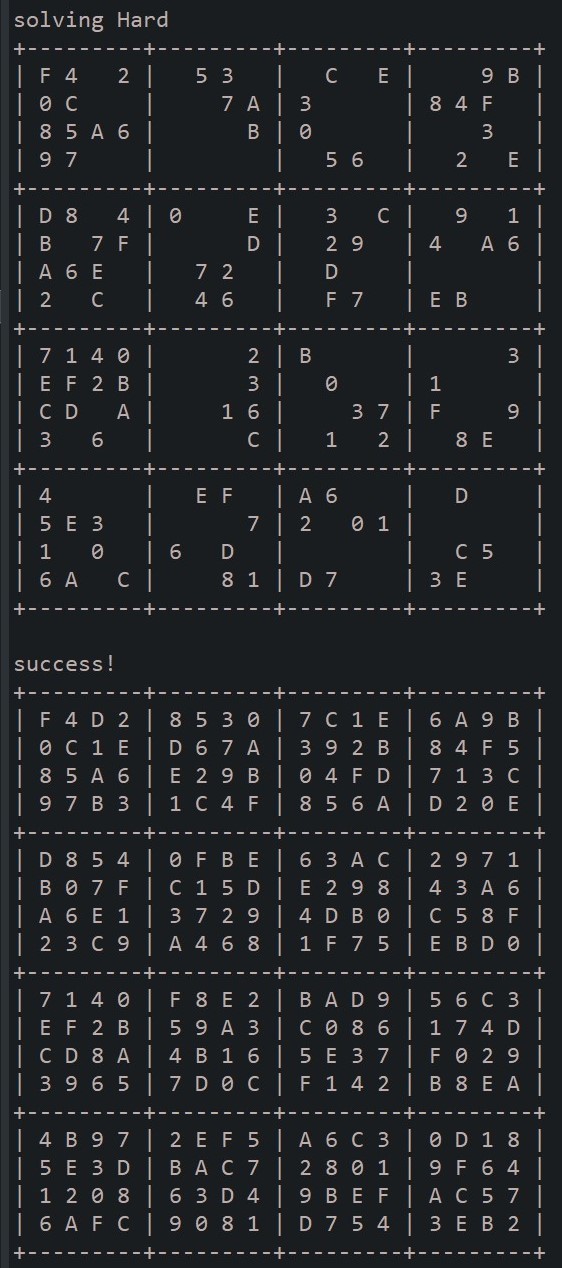 solving Hard
+---------+---------+---------+---------+
| F 4   2 |   5 3   |   C   E |     9 B |
| 0 C     |     7 A | 3       | 8 4 F   |
| 8 5 A 6 |       B | 0       |     3   |
| 9 7     |         |   5 6   |   2   E |
+---------+---------+---------+---------+
| D 8   4 | 0     E |   3   C |   9   1 |
| B   7 F |       D |   2 9   | 4   A 6 |
| A 6 E   |   7 2   |   D     |         |
| 2   C   |   4 6   |   F 7   | E B     |
+---------+---------+---------+---------+
| 7 1 4 0 |       2 | B       |       3 |
| E F 2 B |       3 |   0     | 1       |
| C D   A |     1 6 |     3 7 | F     9 |
| 3   6   |       C |   1   2 |   8 E   |
+---------+---------+---------+---------+
| 4       |   E F   | A 6     |   D     |
| 5 E 3   |       7 | 2   0 1 |         |
| 1   0   | 6   D   |         |   C 5   |
| 6 A   C |     8 1 | D 7     | 3 E     |
+---------+---------+---------+---------+
success!
+---------+---------+---------+---------+
| F 4 D 2 | 8 5 3 0 | 7 C 1 E | 6 A 9 B |
| 0 C 1 E | D 6 7 A | 3 9 2 B | 8 4 F 5 |
| 8 5 A 6 | E 2 9 B | 0 4 F D | 7 1 3 C |
| 9 7 B 3 | 1 C 4 F | 8 5 6 A | D 2 0 E |
+---------+---------+---------+---------+
| D 8 5 4 | 0 F B E | 6 3 A C | 2 9 7 1 |
| B 0 7 F | C 1 5 D | E 2 9 8 | 4 3 A 6 |
| A 6 E 1 | 3 7 2 9 | 4 D B 0 | C 5 8 F |
| 2 3 C 9 | A 4 6 8 | 1 F 7 5 | E B D 0 |
+---------+---------+---------+---------+
| 7 1 4 0 | F 8 E 2 | B A D 9 | 5 6 C 3 |
| E F 2 B | 5 9 A 3 | C 0 8 6 | 1 7 4 D |
| C D 8 A | 4 B 1 6 | 5 E 3 7 | F 0 2 9 |
| 3 9 6 5 | 7 D 0 C | F 1 4 2 | B 8 E A |
+---------+---------+---------+---------+
| 4 B 9 7 | 2 E F 5 | A 6 C 3 | 0 D 1 8 |
| 5 E 3 D | B A C 7 | 2 8 0 1 | 9 F 6 4 |
| 1 2 0 8 | 6 3 D 4 | 9 B E F | A C 5 7 |
| 6 A F C | 9 0 8 1 | D 7 5 4 | 3 E B 2 |
+---------+---------+---------+---------+